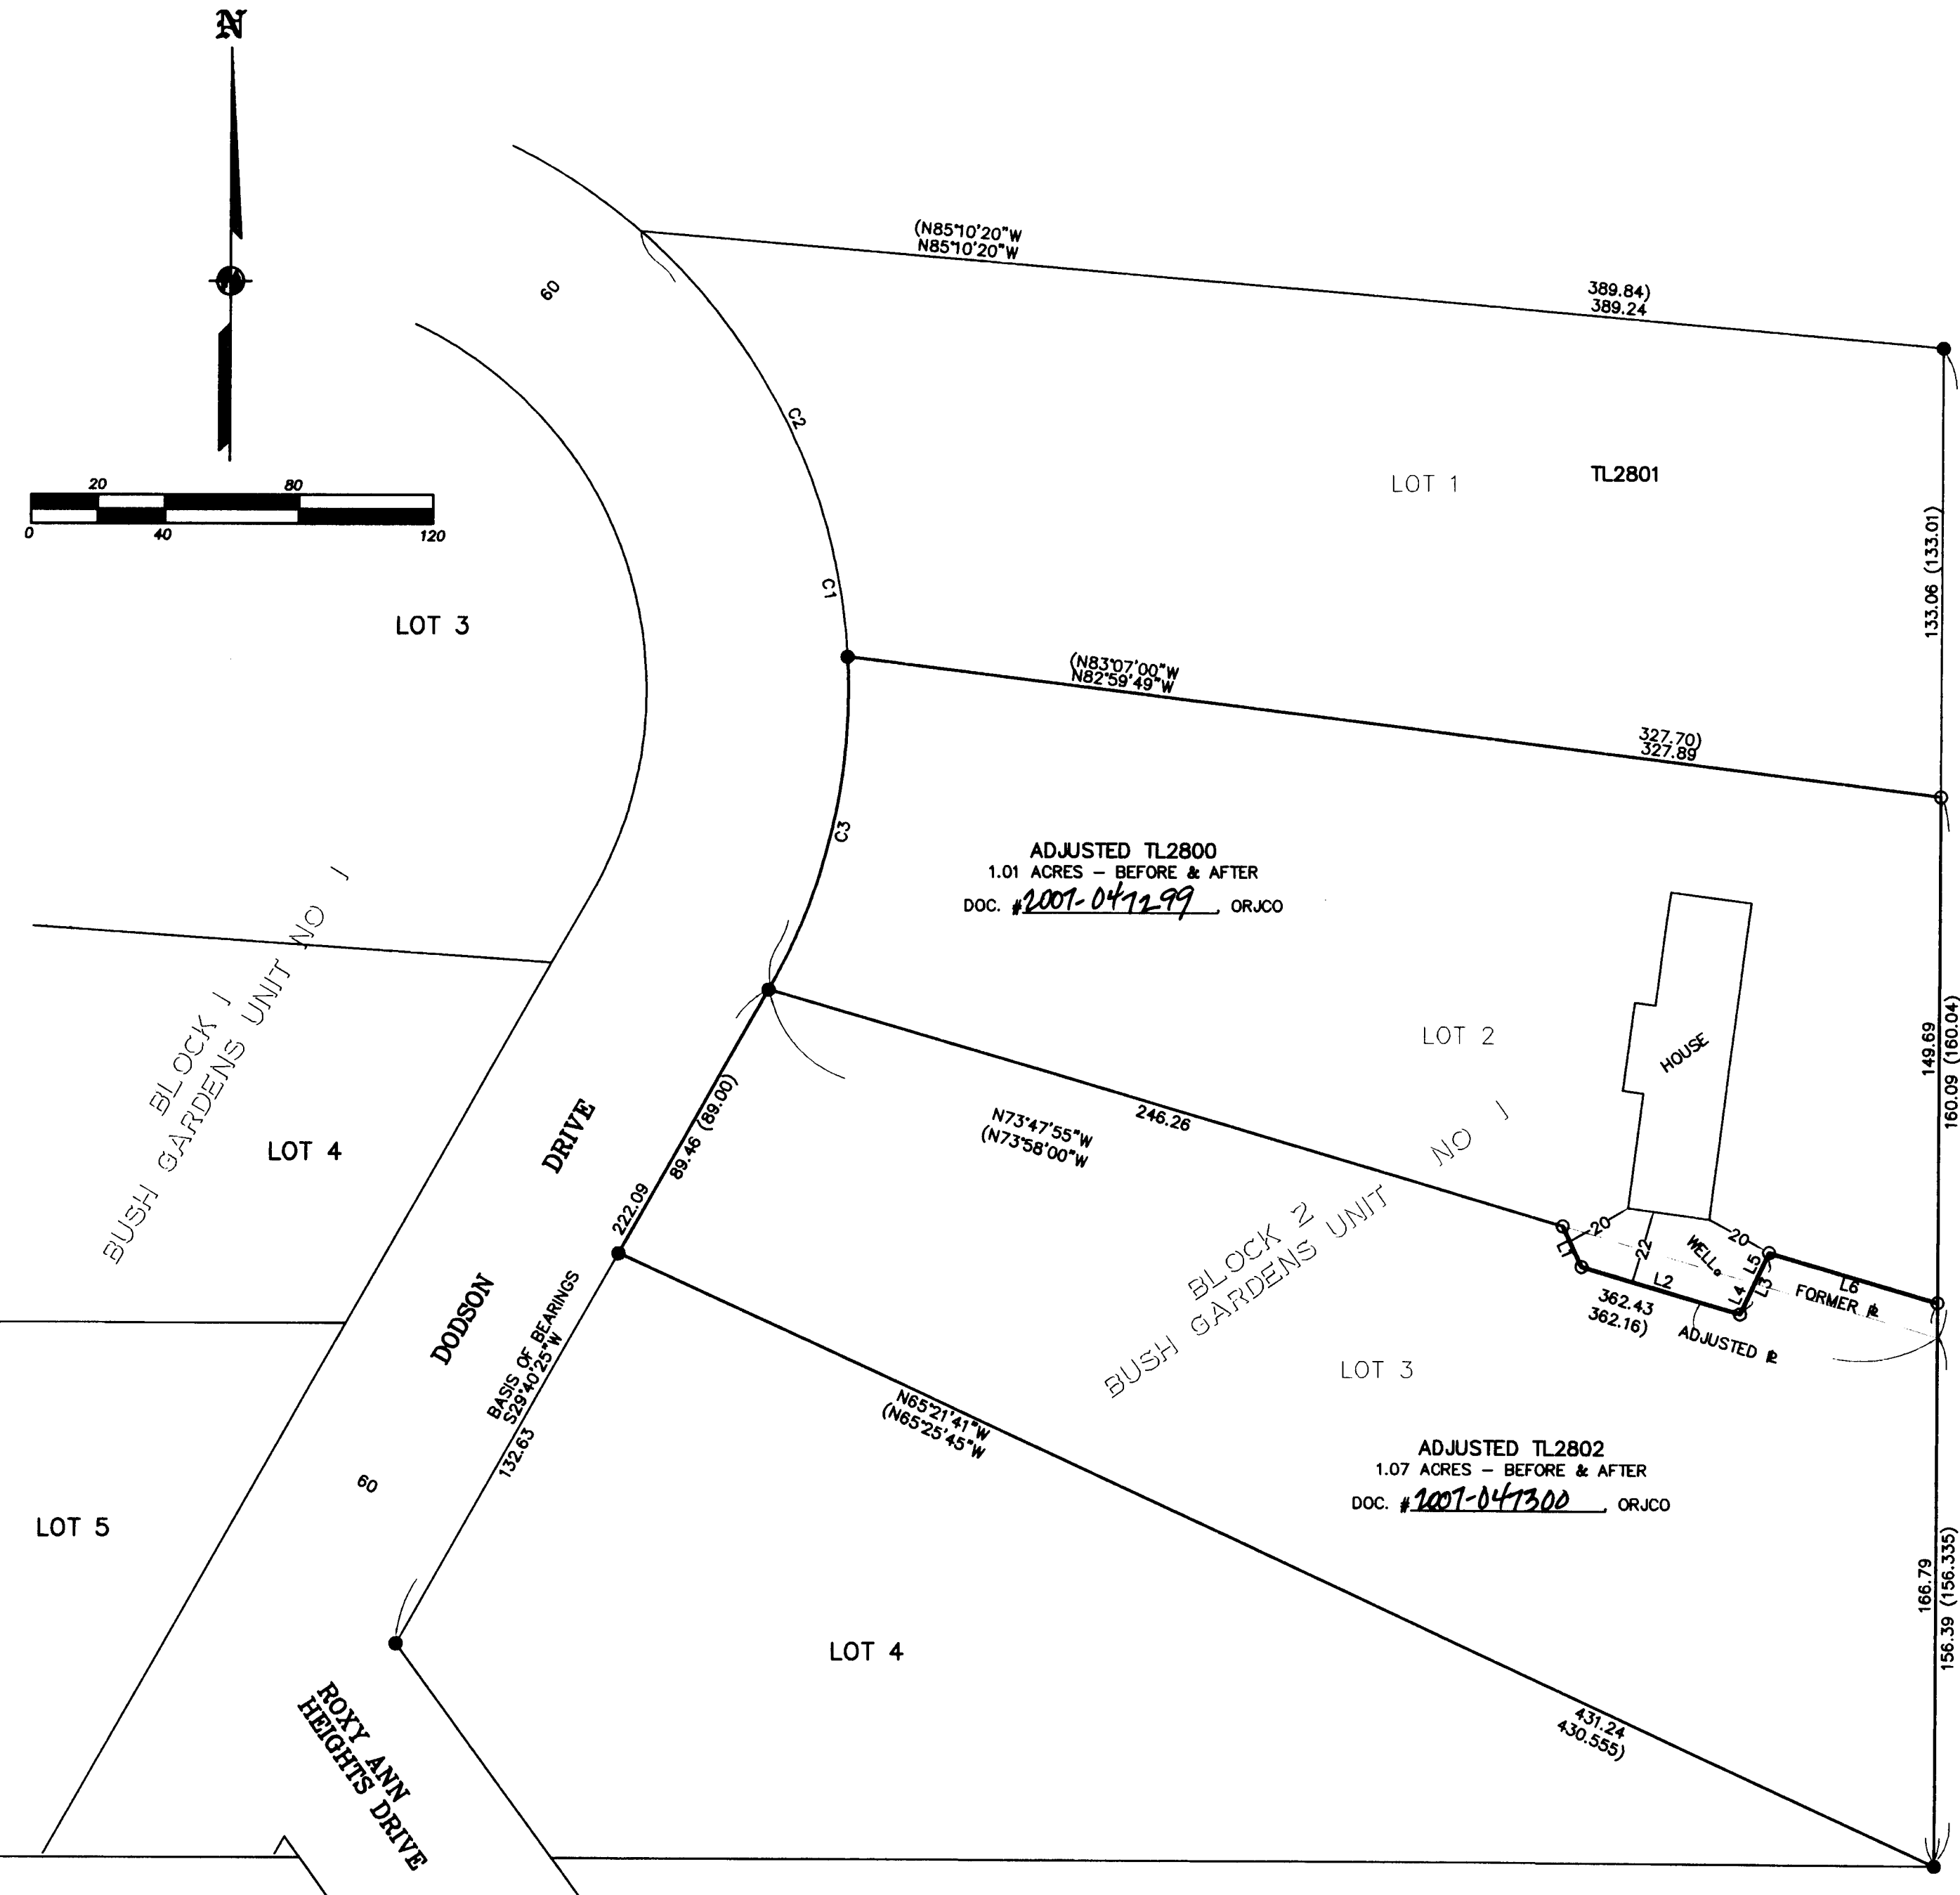 N
20 80
0 40 120
60
(N85°10'20"W
N85°10'20"W
389.84)
389.24
C2
LOT 1
TL2801
133.06 (133.01)
C1
LOT 3
(N83°07'00"W
N82°59'49"W
327.70)
327.89
C3
ADJUSTED TL2800
1.01 ACRES – BEFORE & AFTER
DOC. #2007-047299, ORJCO
BLOCK 1
BUSH GARDENS UNIT NO 1
LOT 4
DODSON DRIVE
89.46 (89.00)
222.09
246.26
N73°47'55"W
(N73°58'00"W
LOT 2
HOUSE
149.69
160.09 (160.04)
20
22
20
WELL
L1
L2
L3
L4
L5
L6
362.43
362.16)
FORMER PL
ADJUSTED PL
BLOCK 2
BUSH GARDENS UNIT NO 1
LOT 3
BASIS OF BEARINGS
S29°40'25"W
132.63
N65°21'41"W
(N65°25'45"W
ADJUSTED TL2802
1.07 ACRES – BEFORE & AFTER
DOC. #2007-047300, ORJCO
60
LOT 5
166.79
156.39 (156.335)
LOT 4
431.24
430.555)
ROXY ANN
HEIGHTS DRIVE